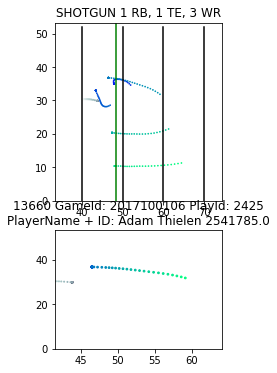 SHOTGUN 1 RB, 1 TE, 3 WR
50
40
30
20
10
0
40 50 60 70
13660 GameId: 2017100106 PlayId: 2425
PlayerName + ID: Adam Thielen 2541785.0
40
20
0
45 50 55 60